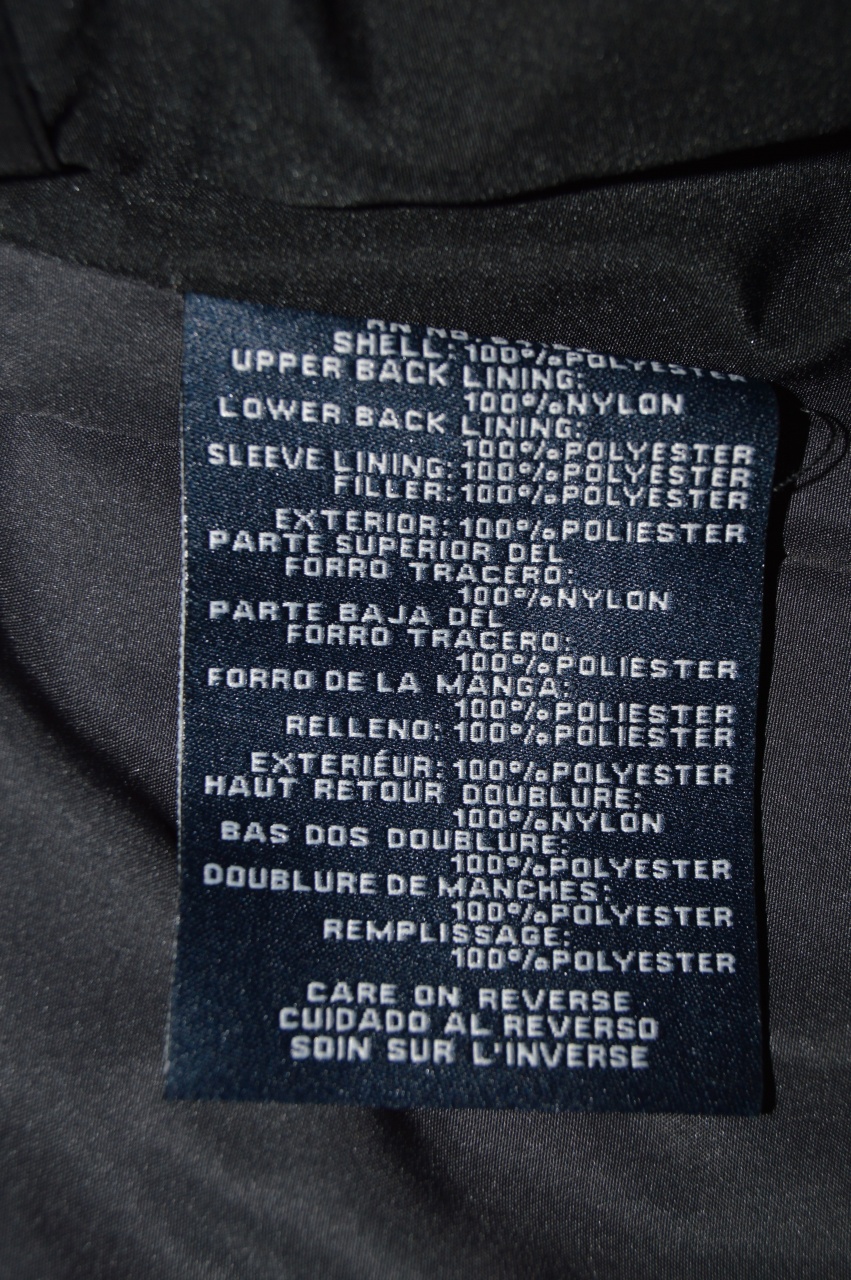 RN NO.
SHELL: 100% POLYESTER
UPPER BACK LINING:
100% NYLON
LOWER BACK LINING:
100% POLYESTER
SLEEVE LINING: 100% POLYESTER
FILLER: 100% POLYESTER
EXTERIOR: 100% POLIESTER
PARTE SUPERIOR DEL
FORRO TRACERO:
100% NYLON
PARTE BAJA DEL
FORRO TRACERO:
100% POLIESTER
FORRO DE LA MANGA:
100% POLIESTER
RELLENO: 100% POLIESTER
EXTERIÉUR: 100% POLYESTER
HAUT RETOUR DOUBLURE:
100% NYLON
BAS DOS DOUBLURE:
100% POLYESTER
DOUBLURE DE MANCHES:
100% POLYESTER
REMPLISSAGE:
100% POLYESTER
CARE ON REVERSE
CUIDADO AL REVERSO
SOIN SUR L'INVERSE